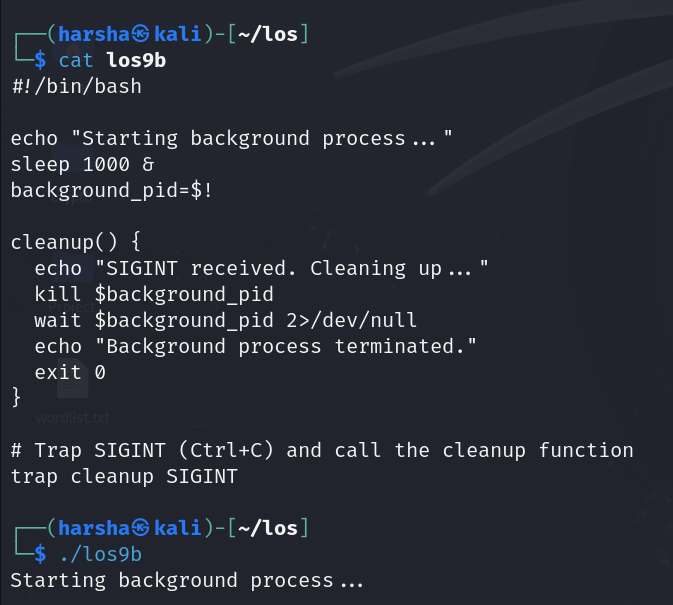 ┌──(harsha㉿kali)-[~/los]
└─$ cat los9b
#!/bin/bash

echo "Starting background process..."
sleep 1000 &
background_pid=$!

cleanup() {
  echo "SIGINT received. Cleaning up..."
  kill $background_pid
  wait $background_pid 2>/dev/null
  echo "Background process terminated."
  exit 0
}
wordlist.txt

# Trap SIGINT (Ctrl+C) and call the cleanup function
trap cleanup SIGINT

┌──(harsha㉿kali)-[~/los]
└─$ ./los9b
Starting background process...